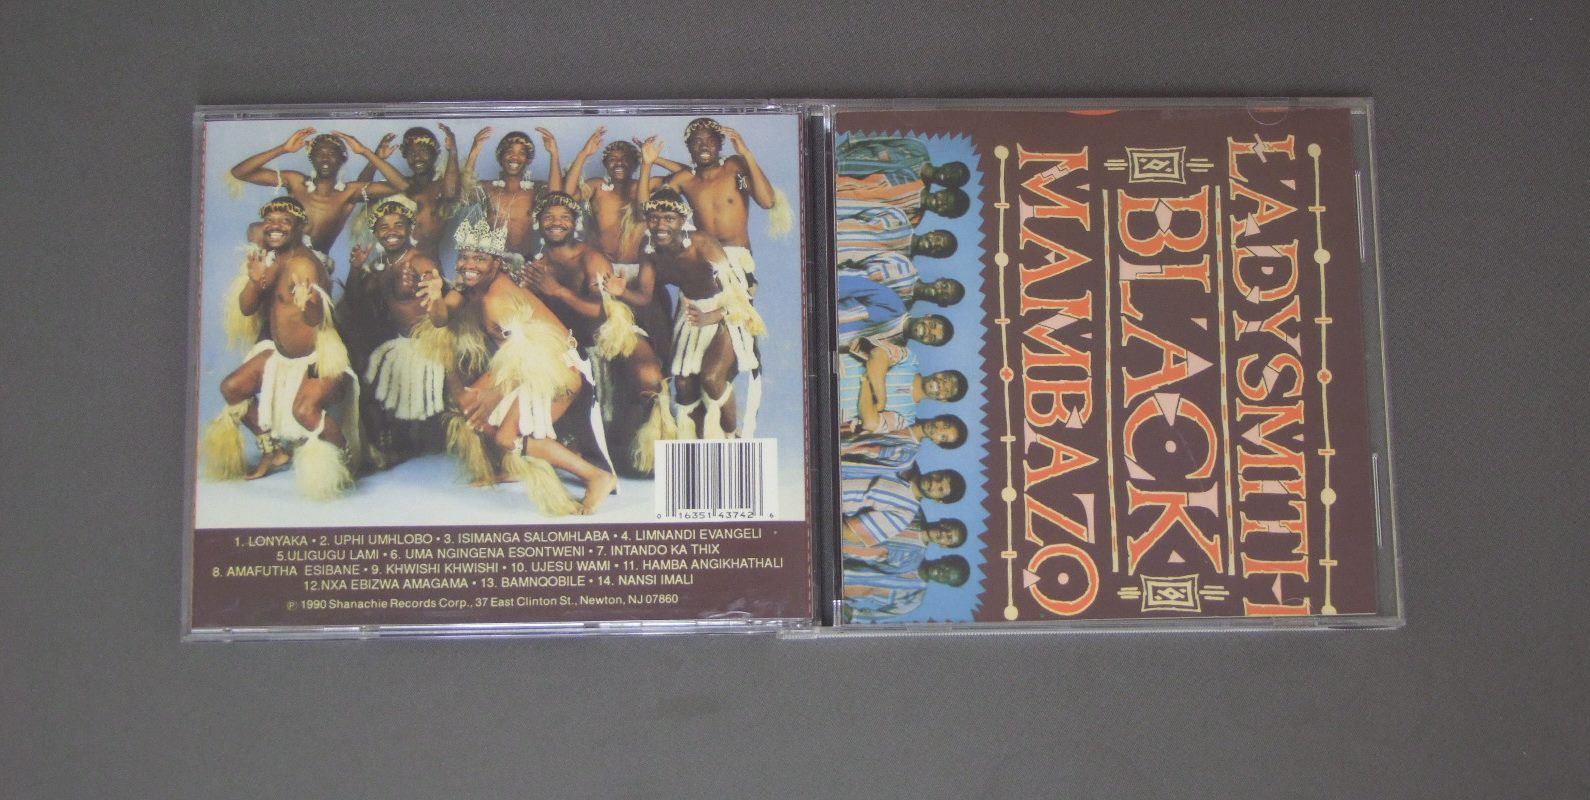 0 16351 43742 6
1. LONYAKA • 2. UPHI UMHLOBO • 3. ISIMANGA SALOMHLABA • 4. LIMNANDI EVANGELI
5.ULIGUGU LAMI • 6. UMA NGINGENA ESONTWENI • 7. INTANDO KA THIX
8. AMAFUTHA ESIBANE • 9. KHWISHI KHWISHI • 10. UJESU WAMI • 11. HAMBA ANGIKHATHALI
12.NXA EBIZWA AMAGAMA • 13. BAMNQOBILE • 14. NANSI IMALI
℗ 1990 Shanachie Records Corp., 37 East Clinton St., Newton, NJ 07860
LADYSMITH
BLACK
MAMBAZO